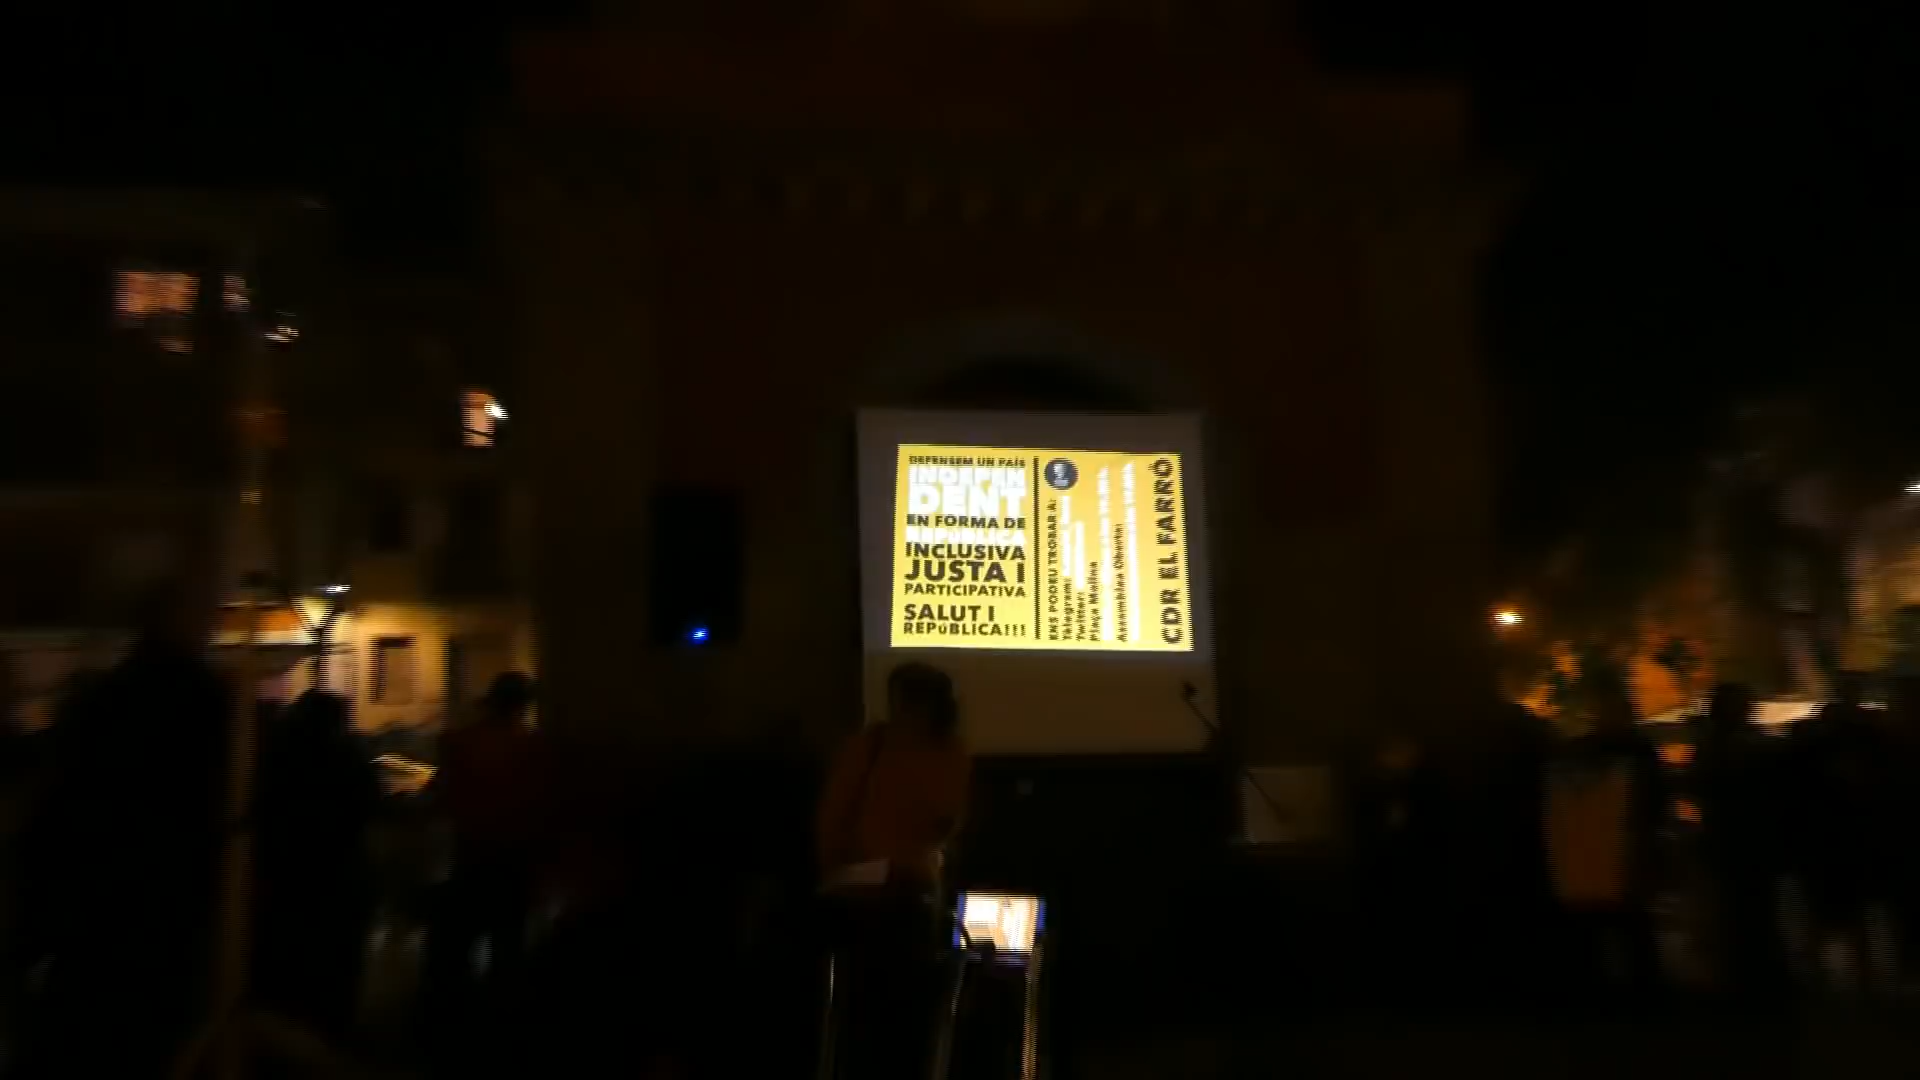 DEFENSEM UN PAÍS
INDEPEN
DENT
EN FORMA DE
REPÚBLICA
INCLUSIVA
JUSTA I
PARTICIPATIVA
SALUT I
REPÚBLICA!!!
ENS PODEU TROBAR A:
Telegram:
Twitter:
Plaça Molina
Assemblea Oberta:
CDR EL FARRÓ